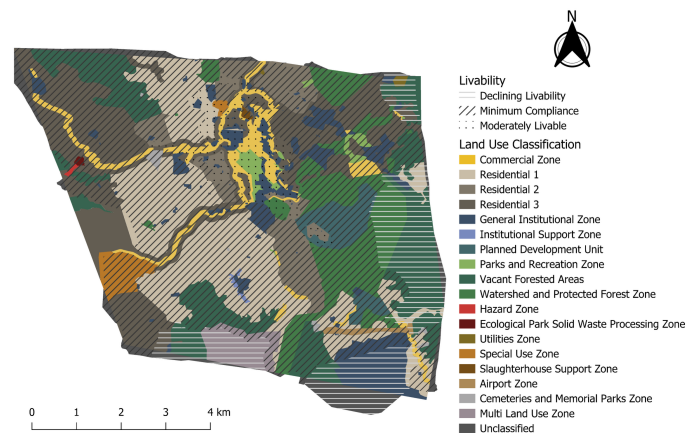 N
Livability
Declining Livability
Minimum Compliance
Moderately Livable
Land Use Classification
Commercial Zone
Residential 1
Residential 2
Residential 3
General Institutional Zone
Institutional Support Zone
Planned Development Unit
Parks and Recreation Zone
Vacant Forested Areas
Watershed and Protected Forest Zone
Hazard Zone
Ecological Park Solid Waste Processing Zone
Utilities Zone
Special Use Zone
Slaughterhouse Support Zone
Airport Zone
Cemeteries and Memorial Parks Zone
Multi Land Use Zone
Unclassified
0 1 2 3 4 km